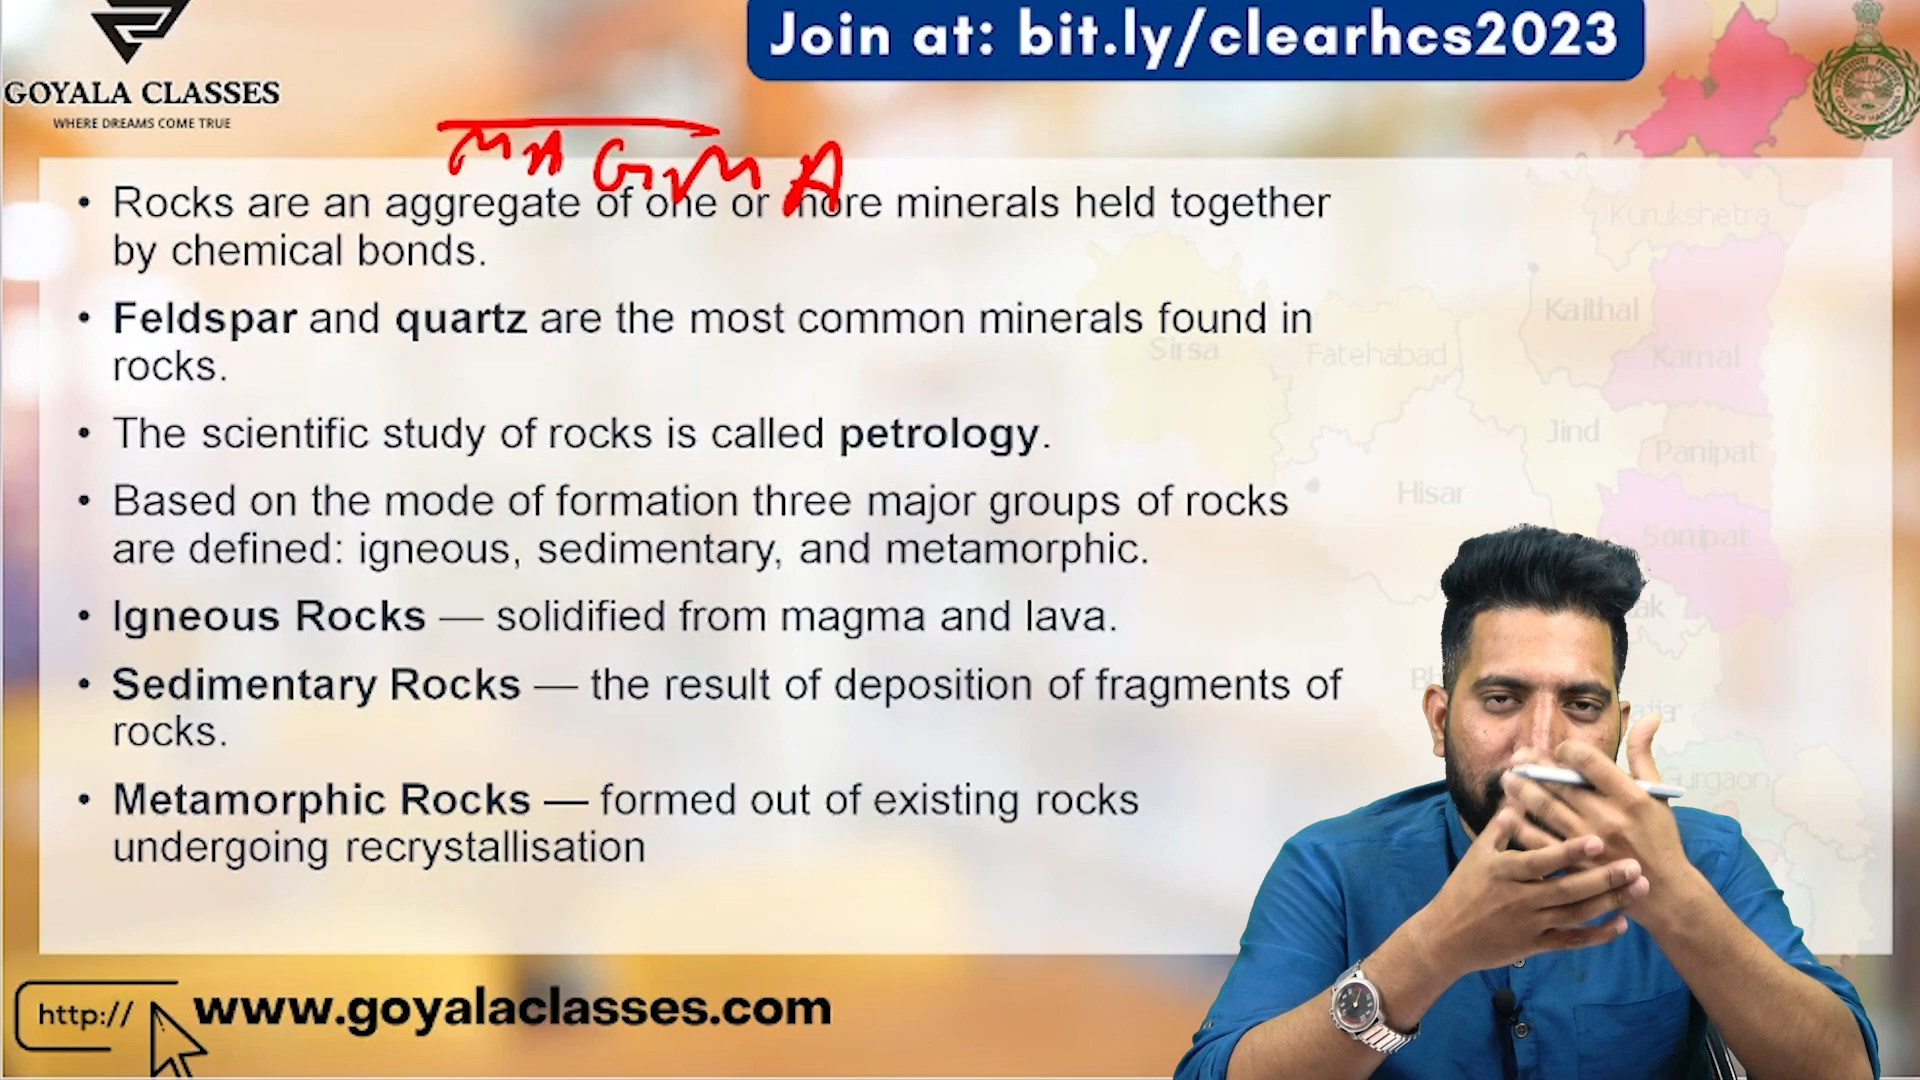 Join at: bit.ly/clearhcs2023
GOYALA CLASSES
WHERE DREAMS COME TRUE
MAGMA
• Rocks are an aggregate of one or more minerals held together
by chemical bonds.
• Feldspar and quartz are the most common minerals found in
rocks.
• The scientific study of rocks is called petrology.
• Based on the mode of formation three major groups of rocks
are defined: igneous, sedimentary, and metamorphic.
• Igneous Rocks — solidified from magma and lava.
• Sedimentary Rocks — the result of deposition of fragments of
rocks.
• Metamorphic Rocks — formed out of existing rocks
undergoing recrystallisation
Kurukshetra
Kaithal
Sirsa
Fatehabad
Karnal
Jind
Panipat
Hisar
Sonipat
Gurgaon
http://
www.goyalaclasses.com